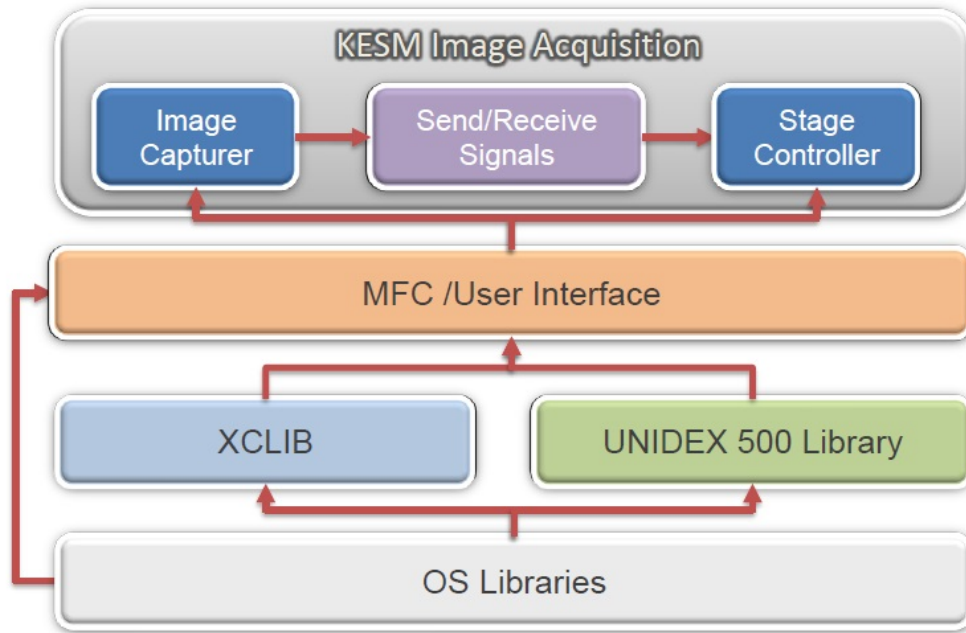 KESM Image Acquisition
Image
Capturer
Send/Receive
Signals
Stage
Controller
MFC /User Interface
XCLIB
UNIDEX 500 Library
OS Libraries